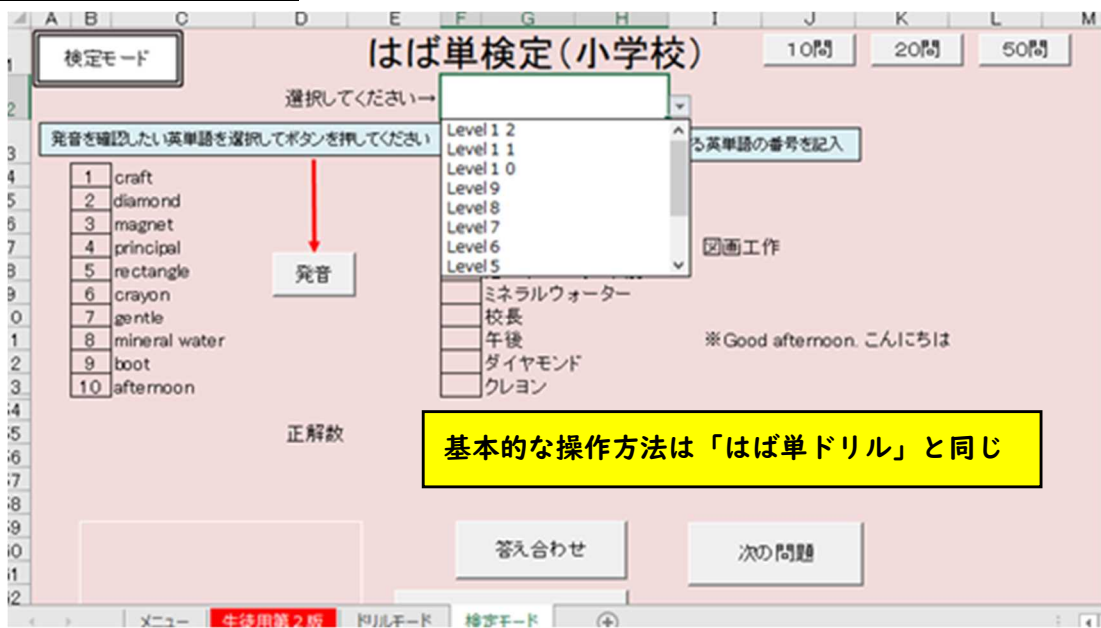 A B C D E F G H I J K L M
検定モード
はば単検定(小学校)
10問 20問 50問
選択してください→
発音を確認したい英単語を選択してボタンを押してください
る英単語の番号を記入
Level 1 2
Level 1 1
Level 1 0
Level 9
Level 8
Level 7
Level 6
Level 5
1 craft
2 diamond
3 magnet
4 principal 図画工作
5 rectangle
発音
6 crayon ミネラルウォーター
7 gentle 校長
8 mineral water 午後 ※Good afternoon. こんにちは
9 boot ダイヤモンド
10 afternoon クレヨン
正解数
基本的な操作方法は「はば単ドリル」と同じ
答え合わせ 次の問題
メニュー 生徒用第2版 ドリルモード 検定モード